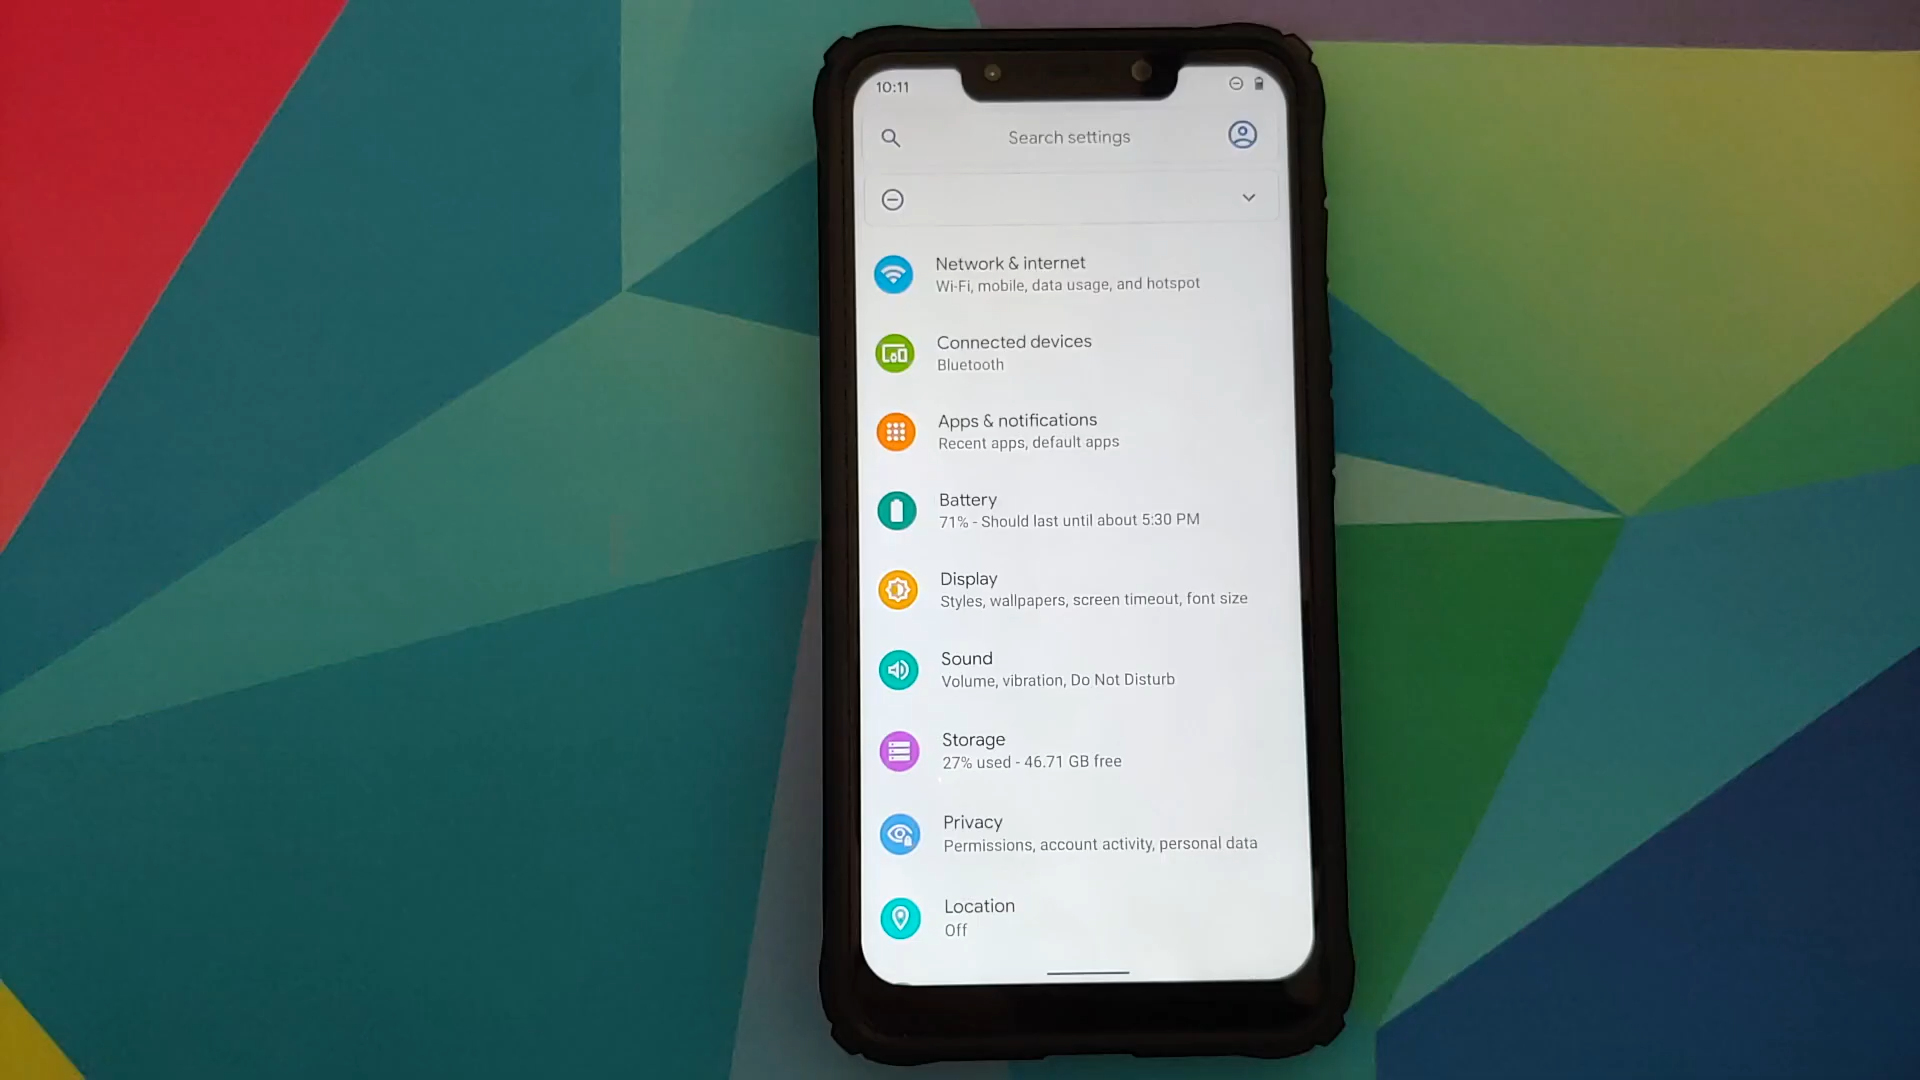 10:11
Search settings
Network & internet
Wi-Fi, mobile, data usage, and hotspot
Connected devices
Bluetooth
Apps & notifications
Recent apps, default apps
Battery
71% - Should last until about 5:30 PM
Display
Styles, wallpapers, screen timeout, font size
Sound
Volume, vibration, Do Not Disturb
Storage
27% used - 46.71 GB free
Privacy
Permissions, account activity, personal data
Location
Off